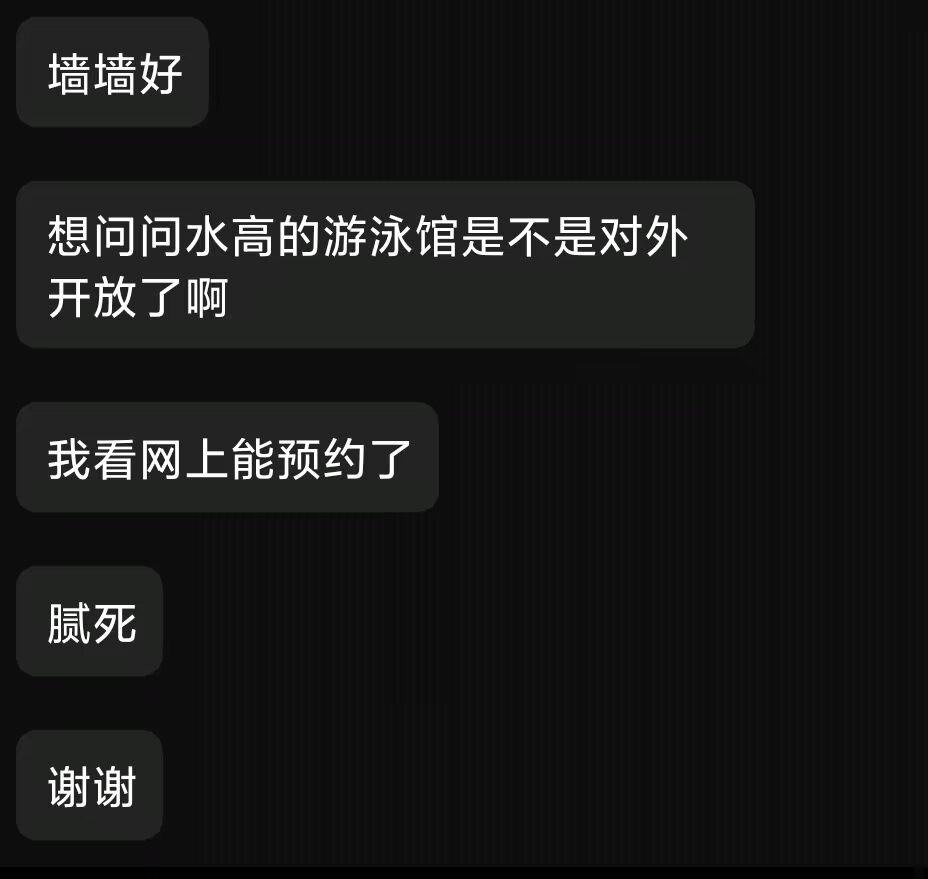 墙墙好
想问问水高的游泳馆是不是对外
开放了啊
我看网上能预约了
腻死
谢谢